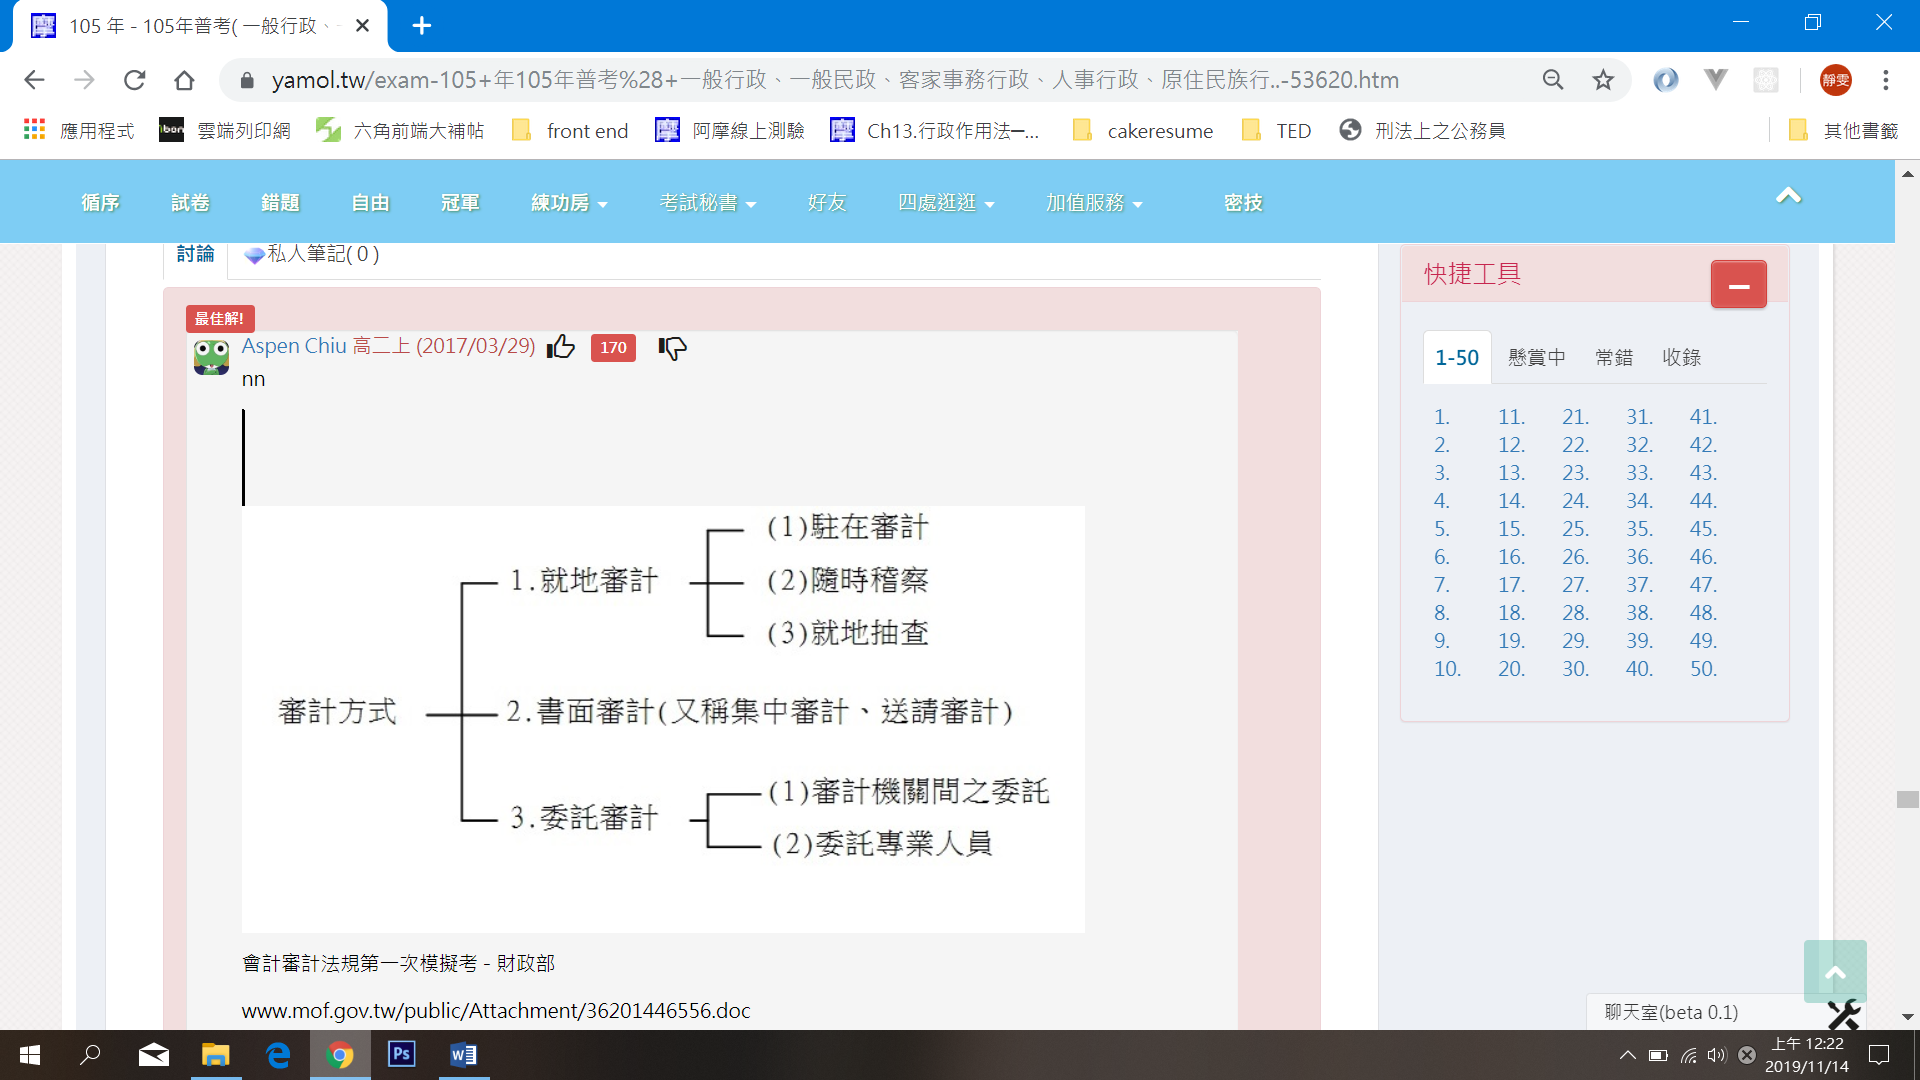 105 年 - 105年普考( 一般行政、
yamol.tw/exam-105+年105年普考%28+一般行政、一般民政、客家事務行政、人事行政、原住民族行..-53620.htm
靜雯
應用程式 ibon 雲端列印網 六角前端大補帖 front end 摩 阿摩線上測驗 摩 Ch13.行政作用法─... cakeresume TED 刑法上之公務員 其他書籤
循序 試卷 錯題 自由 冠軍 練功房 考試秘書 好友 四處逛逛 加值服務 密技
討論 私人筆記( 0 )
最佳解!
Aspen Chiu 高二上 (2017/03/29) 170
nn
(1)駐在審計
1.就地審計 (2)隨時稽察
(3)就地抽查
審計方式 2.書面審計(又稱集中審計、送請審計)
(1)審計機關間之委託
3.委託審計
(2)委託專業人員
會計審計法規第一次模擬考 - 財政部
www.mof.gov.tw/public/Attachment/36201446556.doc
快捷工具
1-50 懸賞中 常錯 收錄
1. 11. 21. 31. 41.
2. 12. 22. 32. 42.
3. 13. 23. 33. 43.
4. 14. 24. 34. 44.
5. 15. 25. 35. 45.
6. 16. 26. 36. 46.
7. 17. 27. 37. 47.
8. 18. 28. 38. 48.
9. 19. 29. 39. 49.
10. 20. 30. 40. 50.
聊天室(beta 0.1)
Ps
上午 12:22
2019/11/14